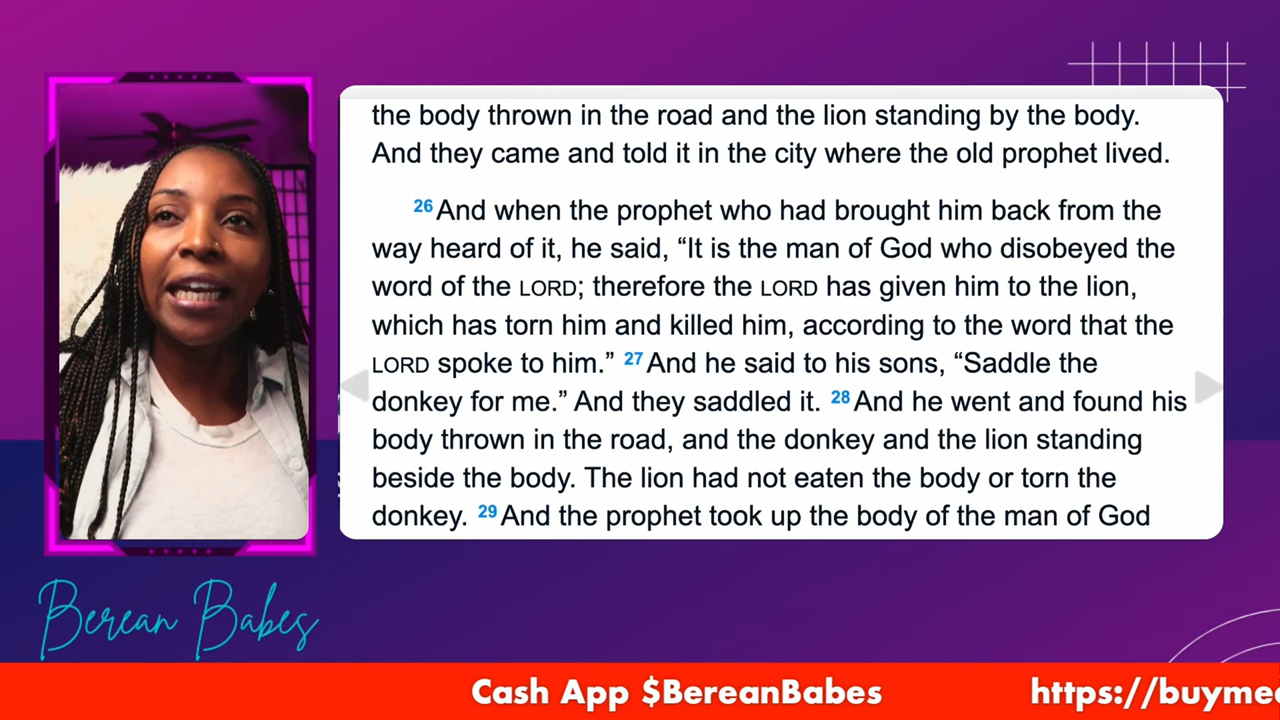 the body thrown in the road and the lion standing by the body.
And they came and told it in the city where the old prophet lived.
26 And when the prophet who had brought him back from the
way heard of it, he said, “It is the man of God who disobeyed the
word of the LORD; therefore the LORD has given him to the lion,
which has torn him and killed him, according to the word that the
LORD spoke to him.” 27 And he said to his sons, “Saddle the
donkey for me.” And they saddled it. 28 And he went and found his
body thrown in the road, and the donkey and the lion standing
beside the body. The lion had not eaten the body or torn the
donkey. 29 And the prophet took up the body of the man of God
Berean Babes
Cash App $BereanBabes
https://buyme